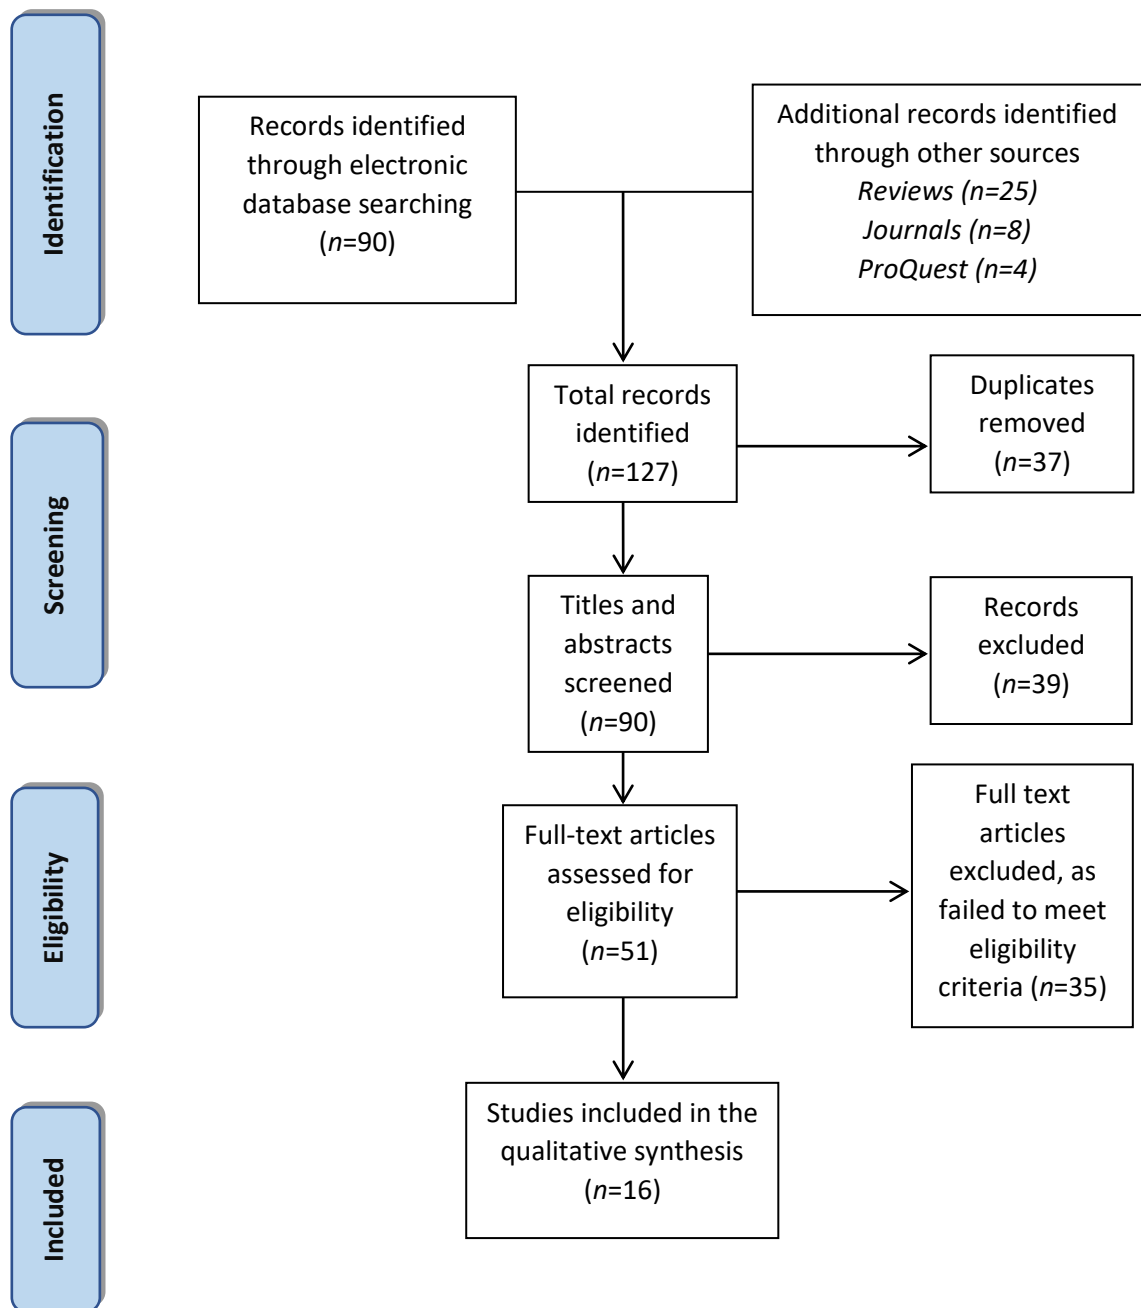 Identification
Records identified
through electronic
database searching
(n=90)
Additional records identified
through other sources
Reviews (n=25)
Journals (n=8)
ProQuest (n=4)
Total records
identified
(n=127)
Duplicates
removed
(n=37)
Screening
Titles and
abstracts
screened
(n=90)
Records
excluded
(n=39)
Eligibility
Full-text articles
assessed for
eligibility
(n=51)
Full text
articles
excluded, as
failed to meet
eligibility
criteria (n=35)
Included
Studies included in the
qualitative synthesis
(n=16)